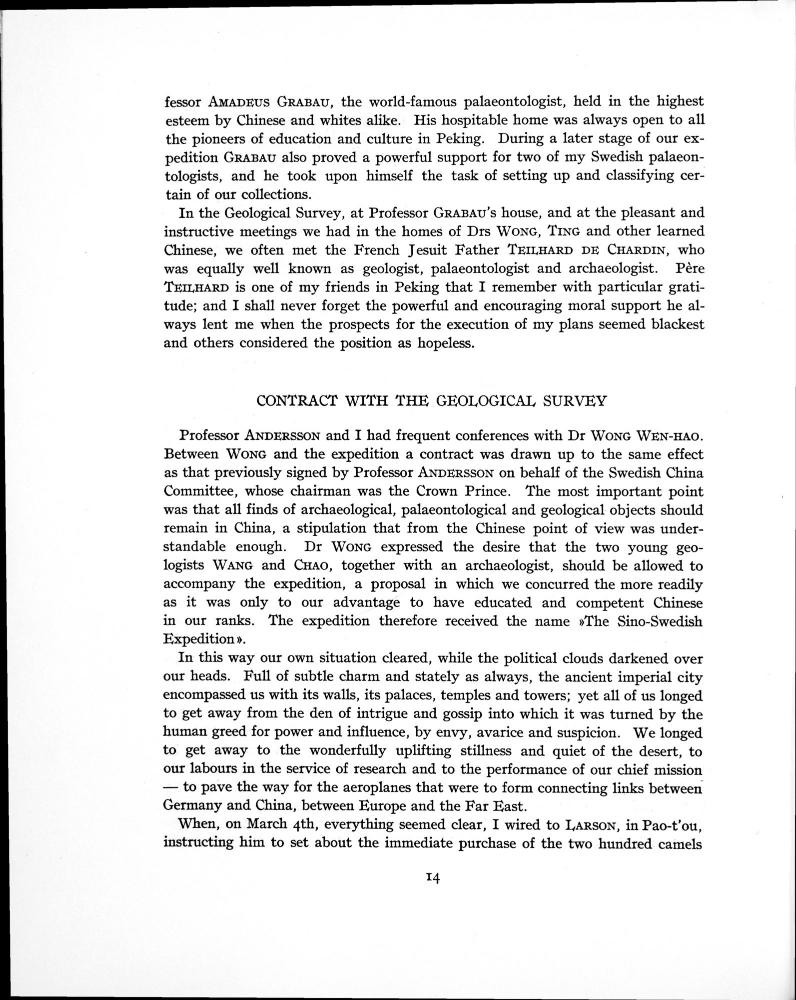 fessor AMADEUS GRABAU, the world-famous palaeontologist, held in the highest
esteem by Chinese and whites alike. His hospitable home was always open to all
the pioneers of education and culture in Peking. During a later stage of our ex-
pedition GRABAU also proved a powerful support for two of my Swedish palaeon-
tologists, and he took upon himself the task of setting up and classifying cer-
tain of our collections.
In the Geological Survey, at Professor GRABAU's house, and at the pleasant and
instructive meetings we had in the homes of Drs WONG, TING and other learned
Chinese, we often met the French Jesuit Father TEILHARD DE CHARDIN, who
was equally well known as geologist, palaeontologist and archaeologist. Père
TEILHARD is one of my friends in Peking that I remember with particular grati-
tude; and I shall never forget the powerful and encouraging moral support he al-
ways lent me when the prospects for the execution of my plans seemed blackest
and others considered the position as hopeless.
CONTRACT WITH THE GEOLOGICAL SURVEY
Professor ANDERSSON and I had frequent conferences with Dr WONG WEN-HAO.
Between WONG and the expedition a contract was drawn up to the same effect
as that previously signed by Professor ANDERSSON on behalf of the Swedish China
Committee, whose chairman was the Crown Prince. The most important point
was that all finds of archaeological, palaeontological and geological objects should
remain in China, a stipulation that from the Chinese point of view was under-
standable enough. Dr WONG expressed the desire that the two young geo-
logists WANG and CHAO, together with an archaeologist, should be allowed to
accompany the expedition, a proposal in which we concurred the more readily
as it was only to our advantage to have educated and competent Chinese
in our ranks. The expedition therefore received the name »The Sino-Swedish
Expedition».
In this way our own situation cleared, while the political clouds darkened over
our heads. Full of subtle charm and stately as always, the ancient imperial city
encompassed us with its walls, its palaces, temples and towers; yet all of us longed
to get away from the den of intrigue and gossip into which it was turned by the
human greed for power and influence, by envy, avarice and suspicion. We longed
to get away to the wonderfully uplifting stillness and quiet of the desert, to
our labours in the service of research and to the performance of our chief mission
— to pave the way for the aeroplanes that were to form connecting links between
Germany and China, between Europe and the Far East.
When, on March 4th, everything seemed clear, I wired to LARSON, in Pao-t'ou,
instructing him to set about the immediate purchase of the two hundred camels
14